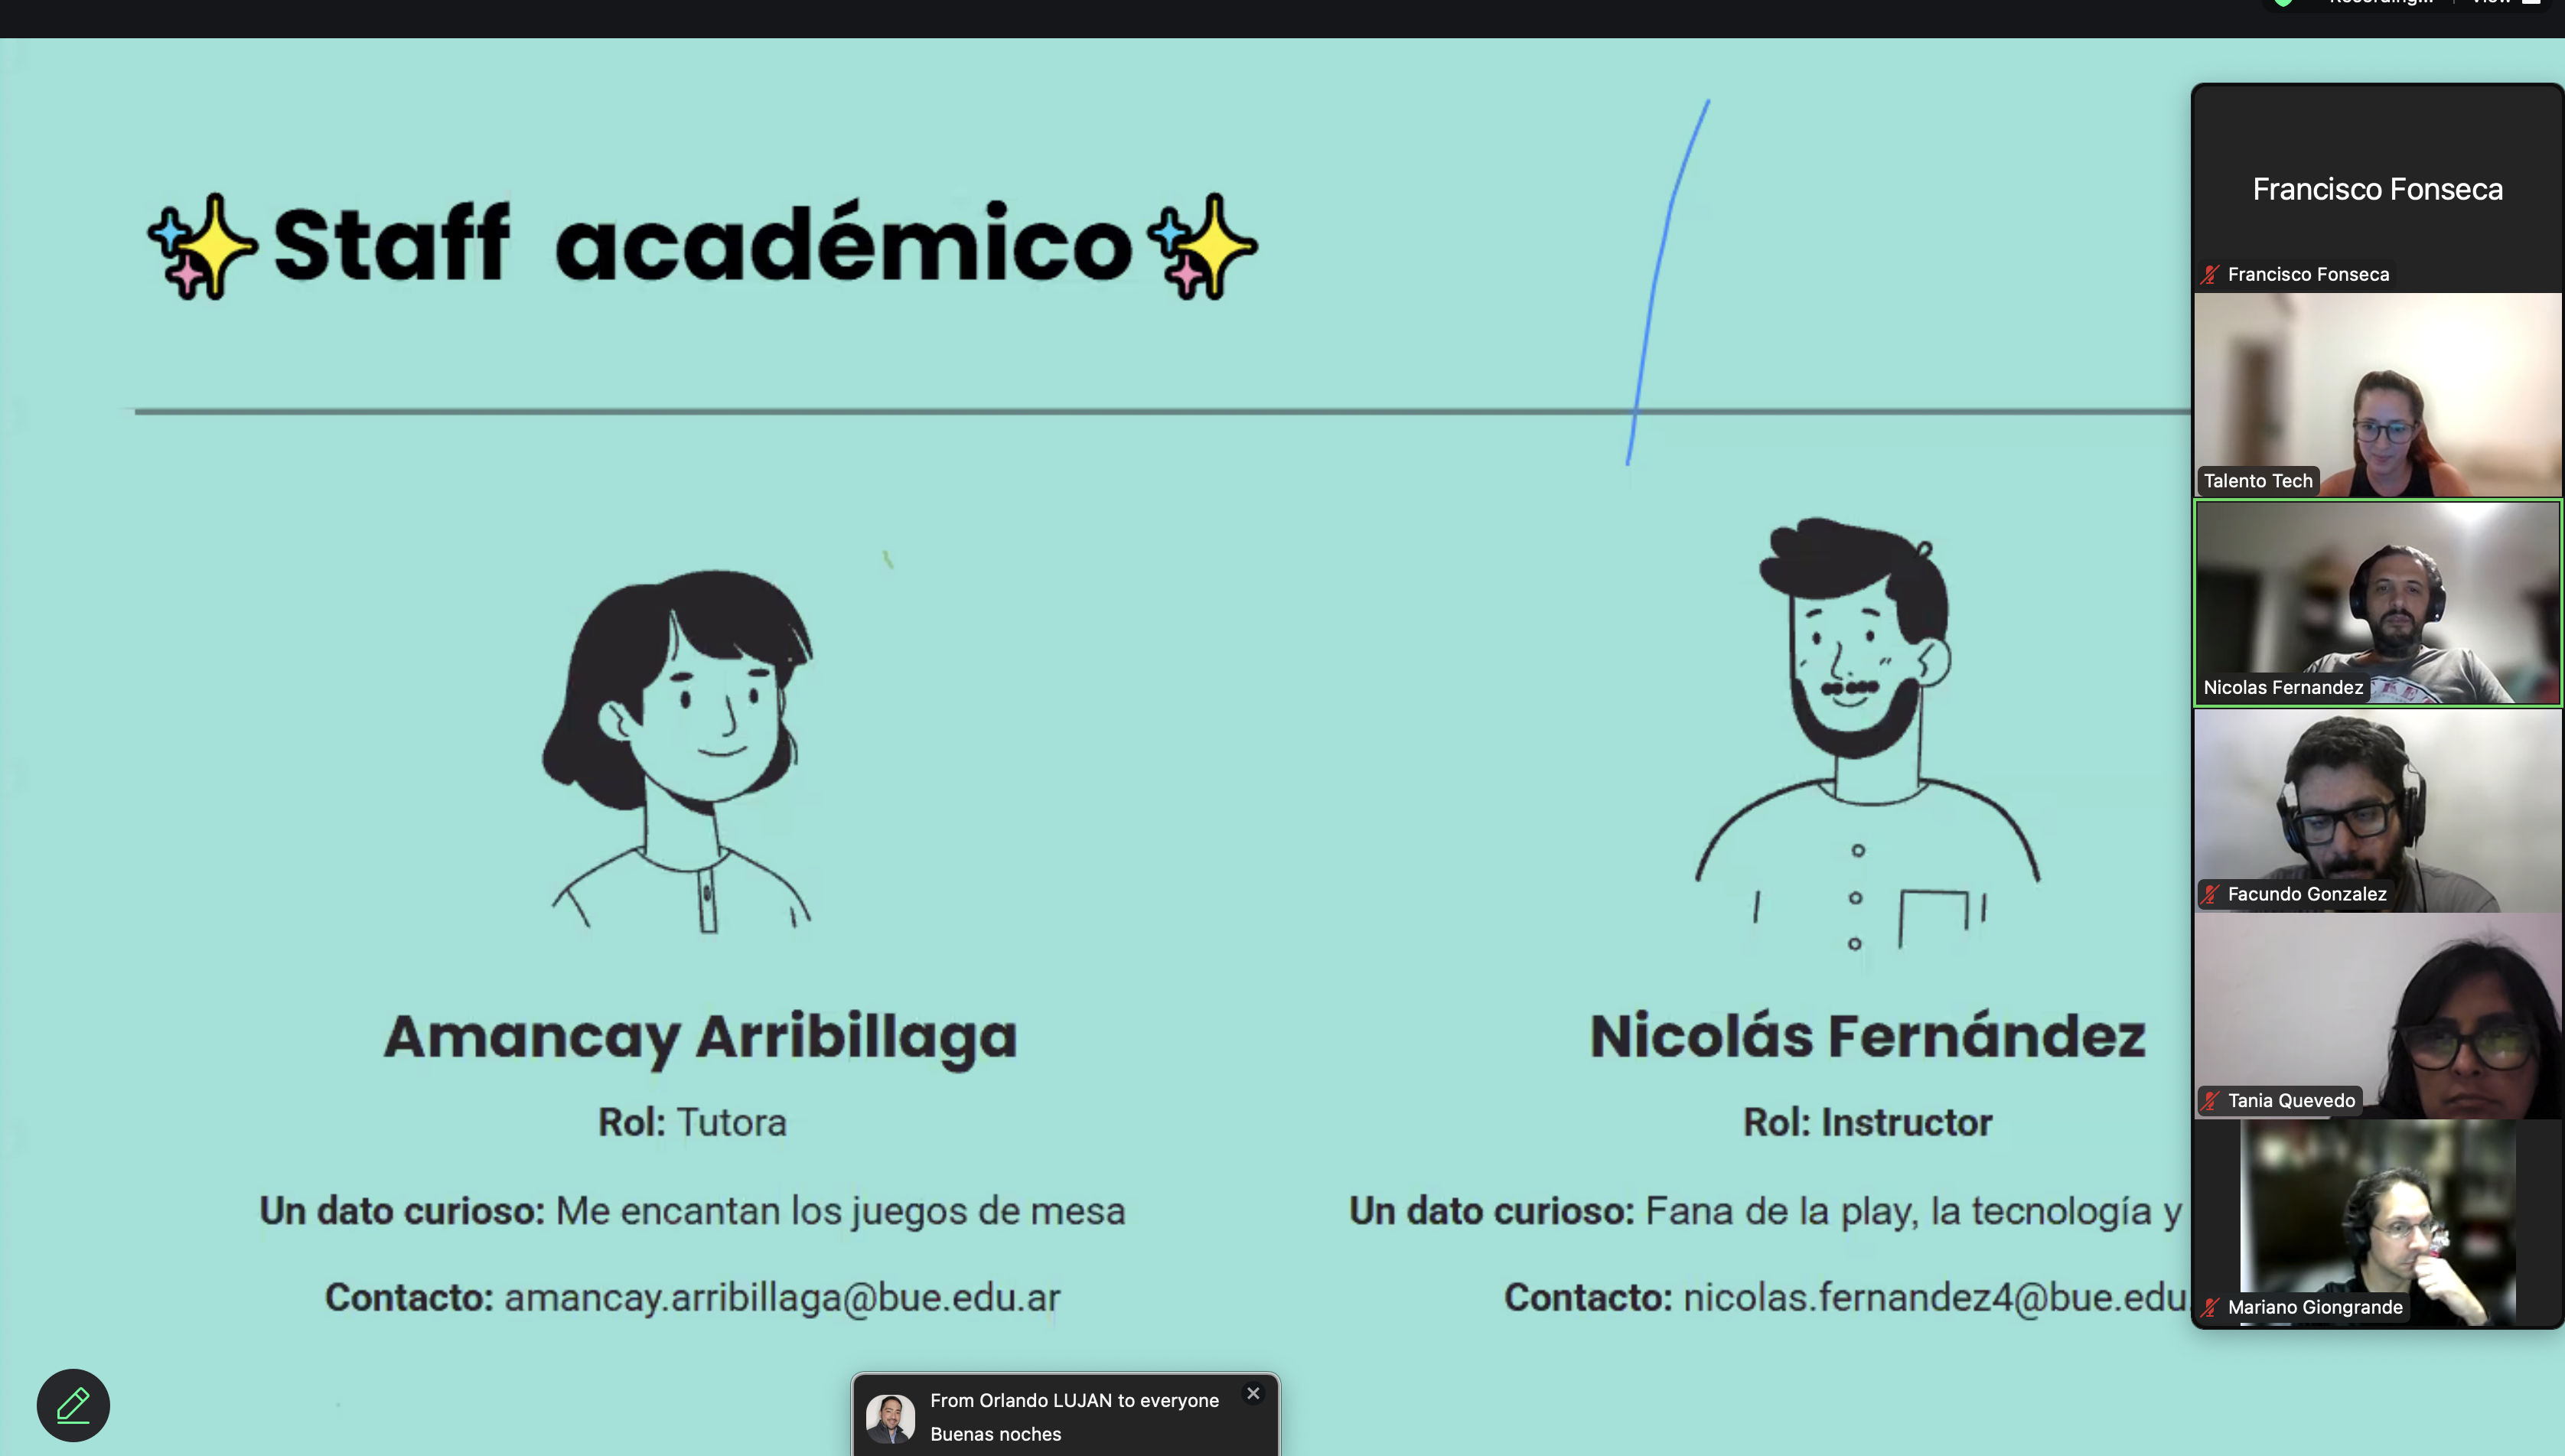 Staff académico
Amancay Arribillaga
Rol: Tutora
Un dato curioso: Me encantan los juegos de mesa
Contacto: amancay.arribillaga@bue.edu.ar
Nicolás Fernández
Rol: Instructor
Un dato curioso: Fana de la play, la tecnología y
Contacto: nicolas.fernandez4@bue.edu.
Francisco Fonseca
Francisco Fonseca
Talento Tech
Nicolas Fernandez
Facundo Gonzalez
Tania Quevedo
Mariano Giongrande
From Orlando LUJAN to everyone
Buenas noches